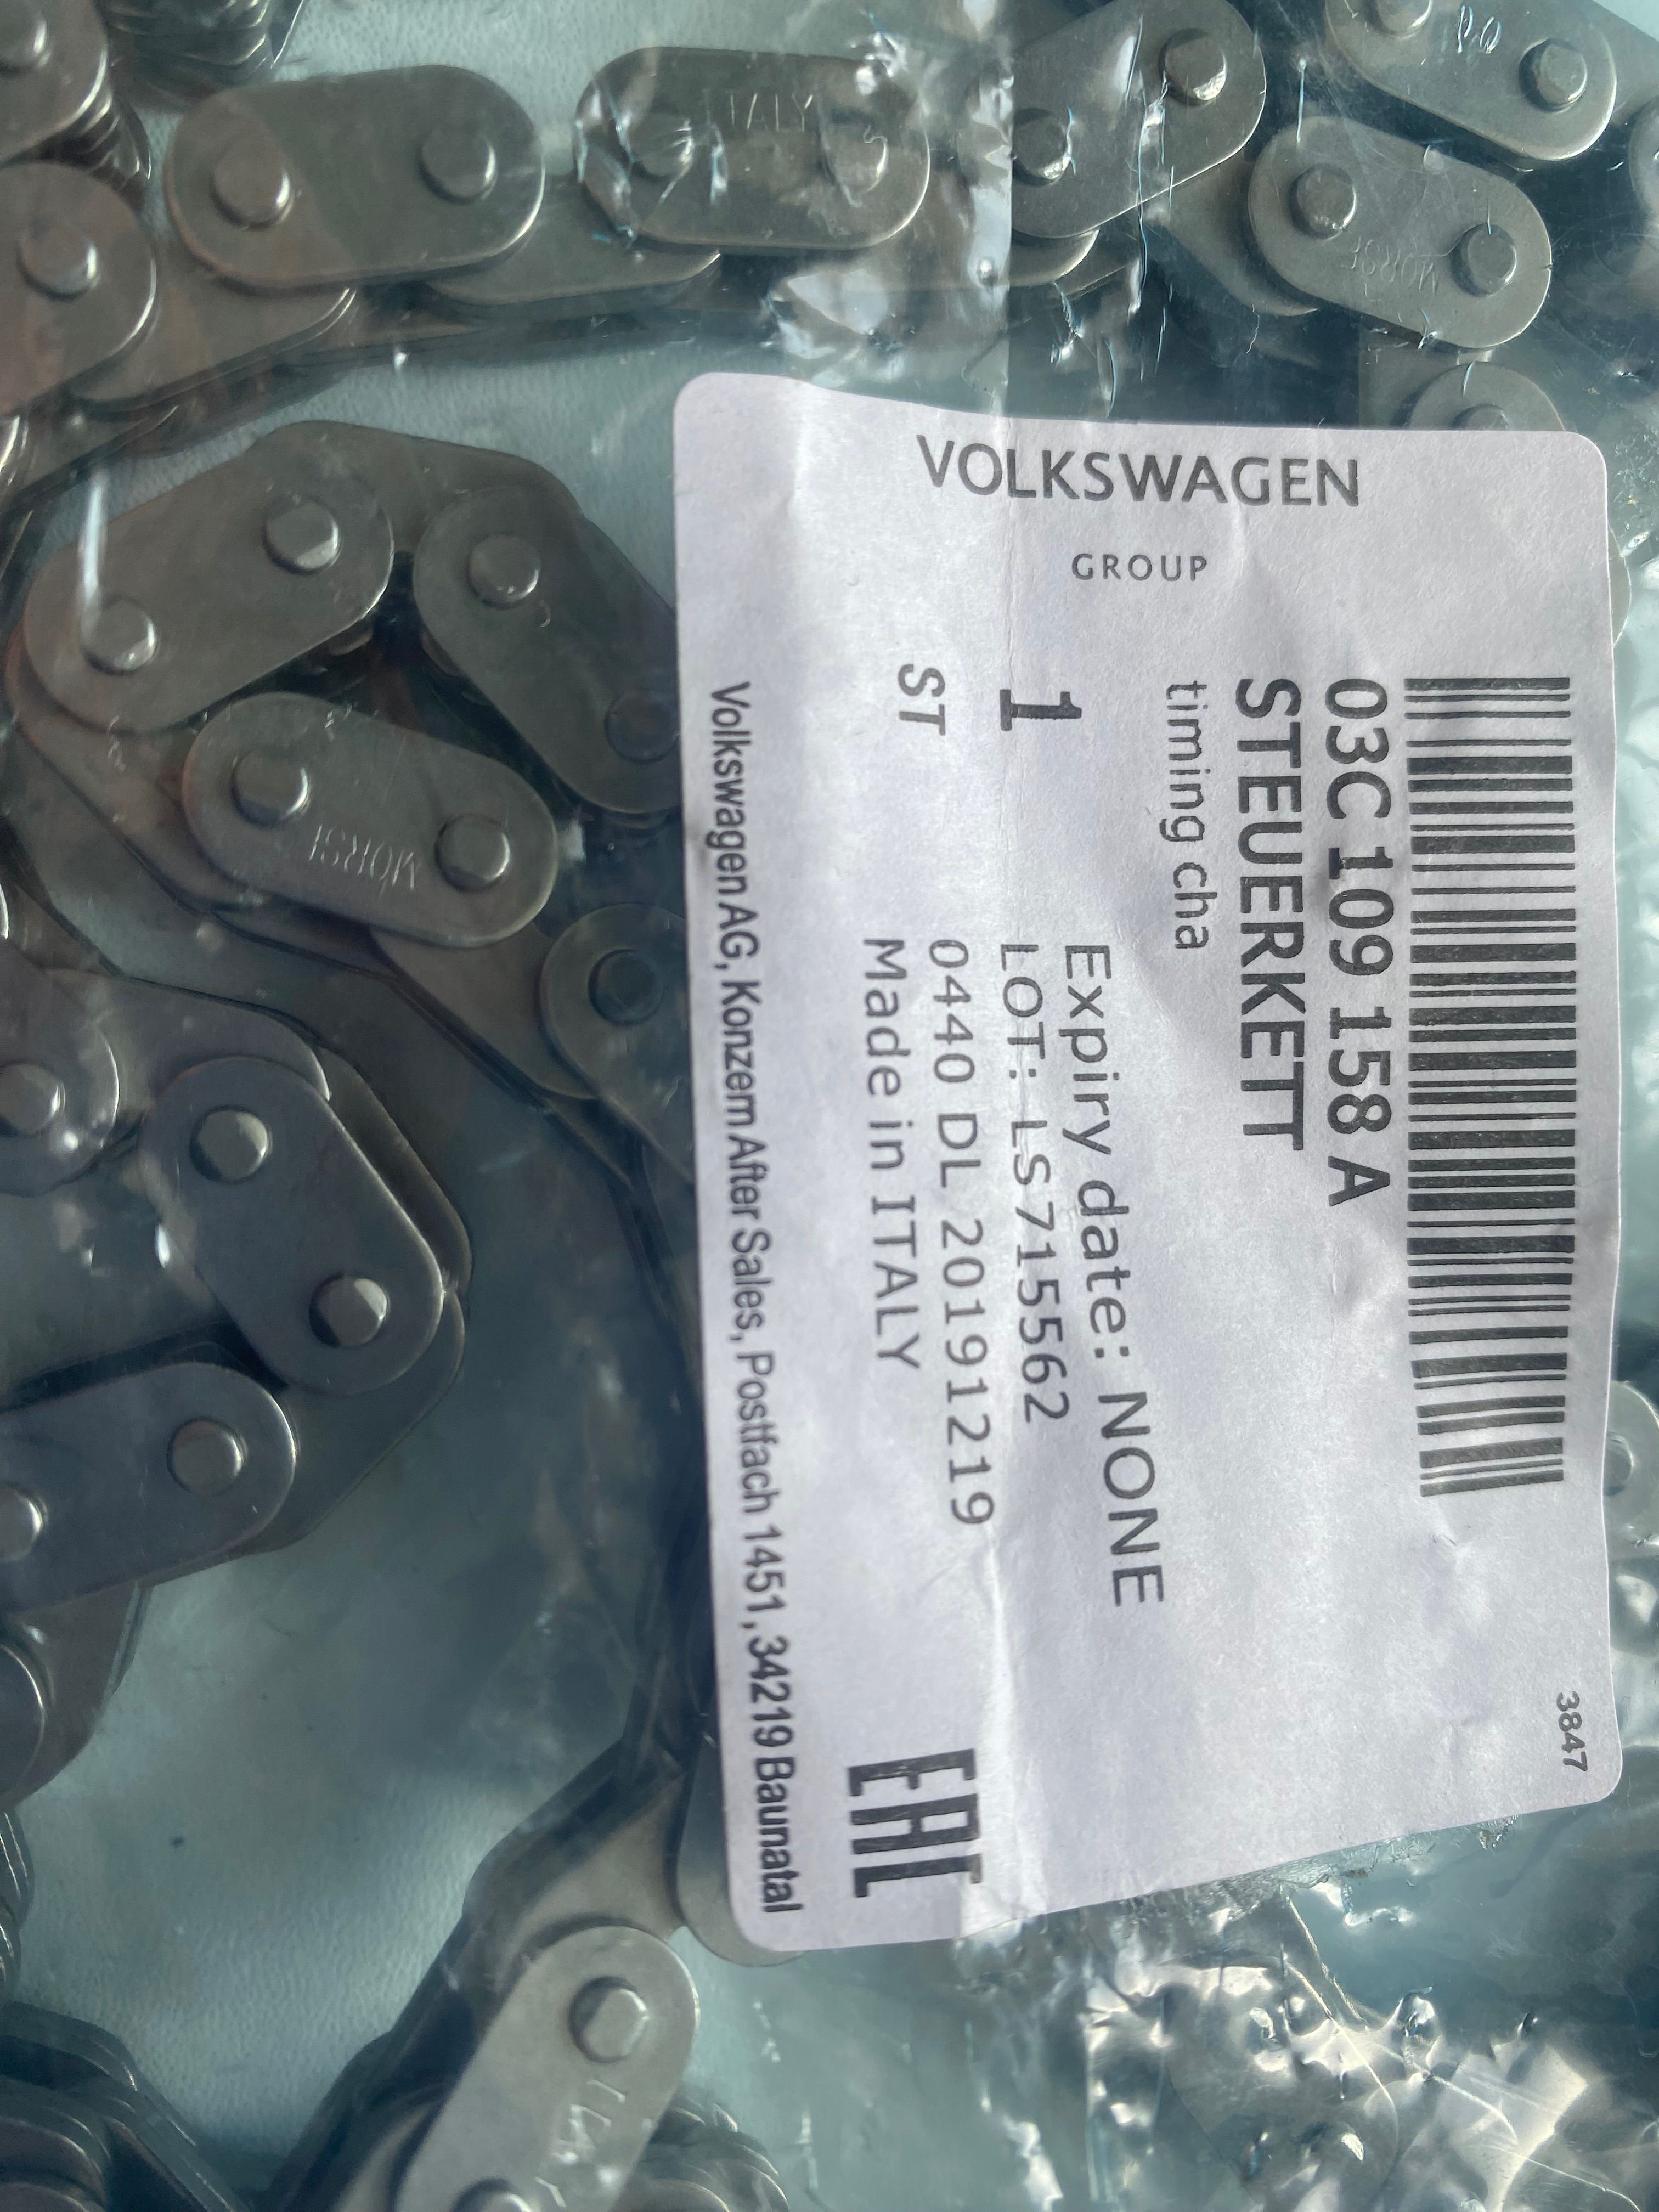 ITALY
MORSE
VOLKSWAGEN
GROUP
3847
03C 109 158 A
STEUERKETT
timing cha
1
ST
Expiry date: NONE
LOT: LS715562
0440 DL 20191219
Made in ITALY
EAC
Volkswagen AG, Konzern After Sales, Postfach 1451, 34219 Baunatal
MORSE
ITALY